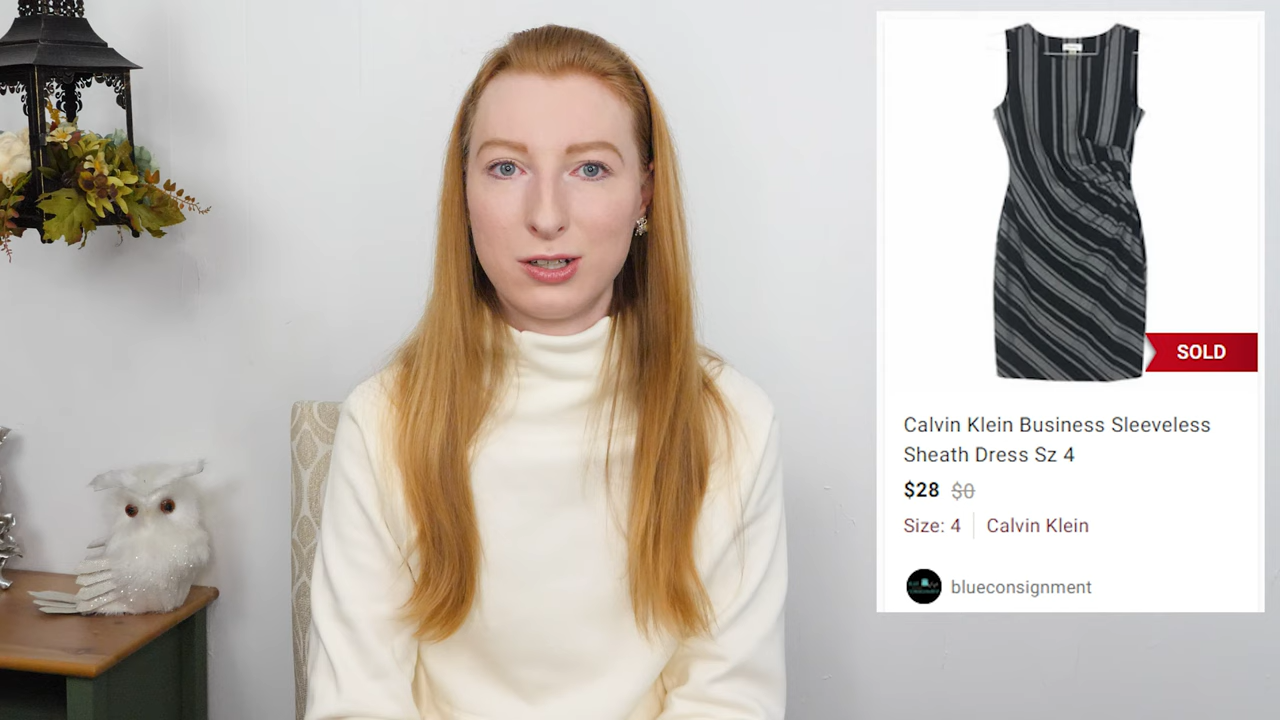 SOLD
Calvin Klein Business Sleeveless
Sheath Dress Sz 4
$28 $0
Size: 4 Calvin Klein
blueconsignment